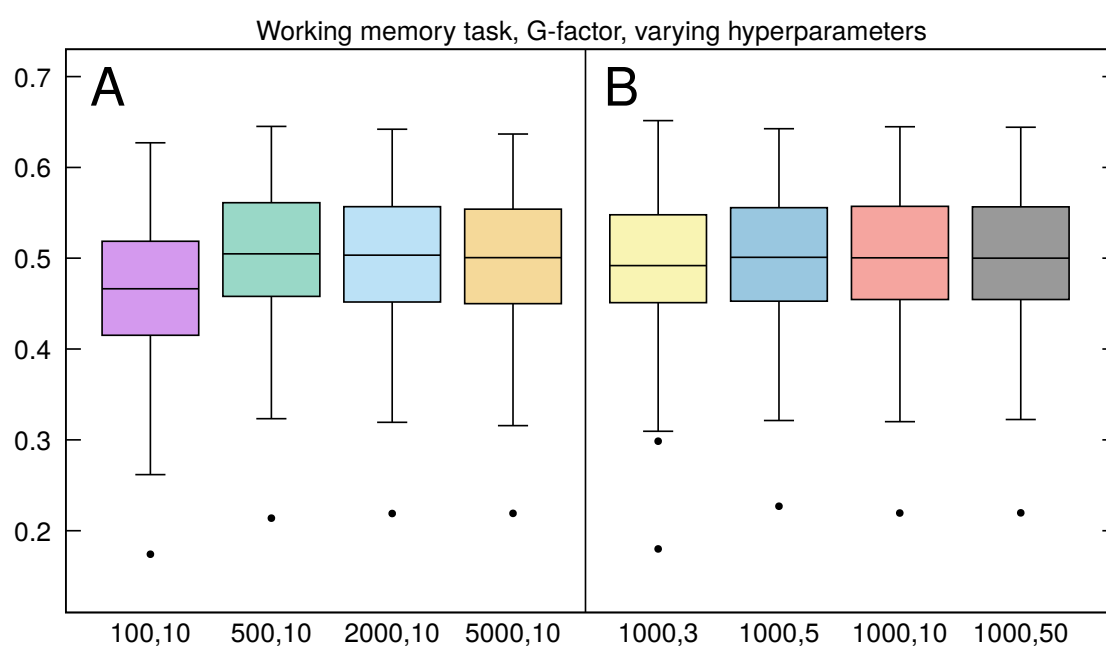 Working memory task, G-factor, varying hyperparameters
A
B
0.7
0.6
0.5
0.4
0.3
0.2
100,10 500,10 2000,10 5000,10 1000,3 1000,5 1000,10 1000,50